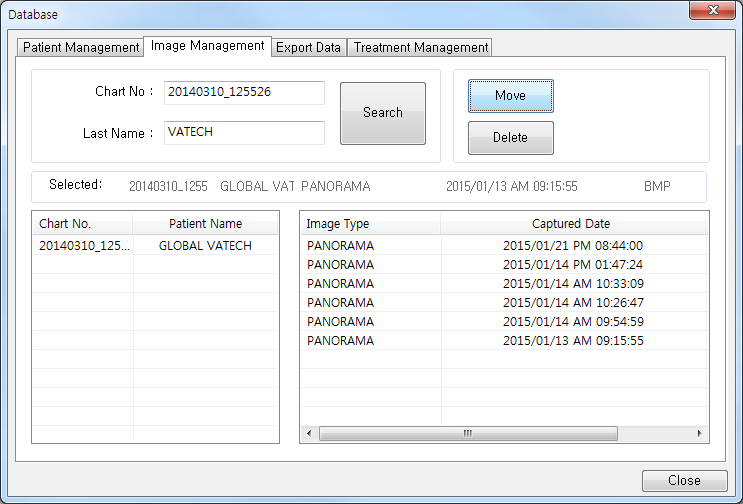 Database
Patient Management Image Management Export Data Treatment Management
Chart No : 20140310_125526
Last Name : VATECH
Search
Move
Delete
Selected: 20140310_1255 GLOBAL VAT PANORAMA 2015/01/13 AM 09:15:55 BMP
Chart No. Patient Name
20140310_125... GLOBAL VATECH
Image Type Captured Date
PANORAMA 2015/01/21 PM 08:44:00
PANORAMA 2015/01/14 PM 01:47:24
PANORAMA 2015/01/14 AM 10:33:09
PANORAMA 2015/01/14 AM 10:26:47
PANORAMA 2015/01/14 AM 09:54:59
PANORAMA 2015/01/13 AM 09:15:55
Close